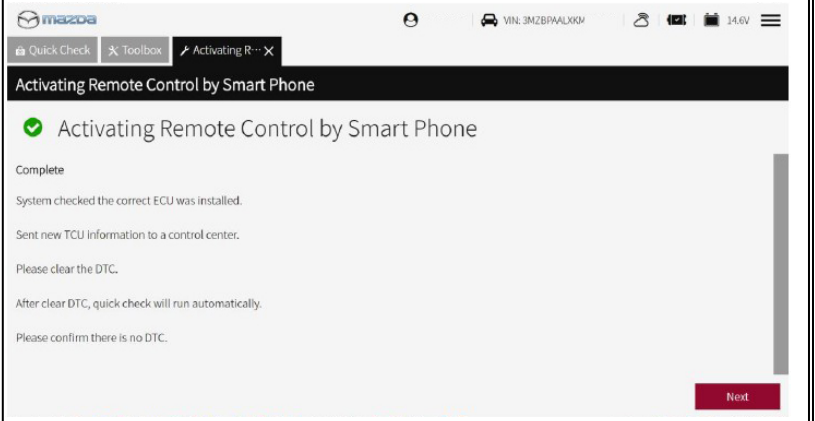 mazda
VIN: 3MZBPAALXKM
14.6V
Quick Check
Toolbox
Activating R···
Activating Remote Control by Smart Phone
Activating Remote Control by Smart Phone
Complete
System checked the correct ECU was installed.
Sent new TCU information to a control center.
Please clear the DTC.
After clear DTC, quick check will run automatically.
Please confirm there is no DTC.
Next